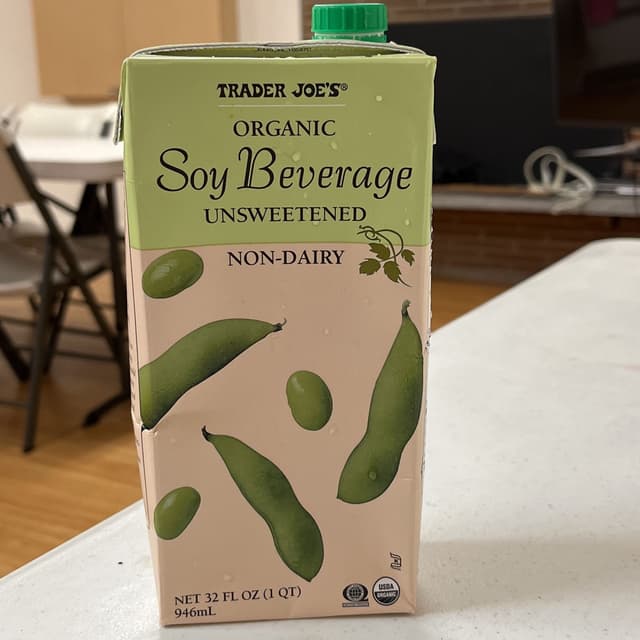 TRADER JOE'S®
ORGANIC
Soy Beverage
UNSWEETENED
NON-DAIRY
NET 32 FL OZ (1 QT)
946mL
USDA
ORGANIC